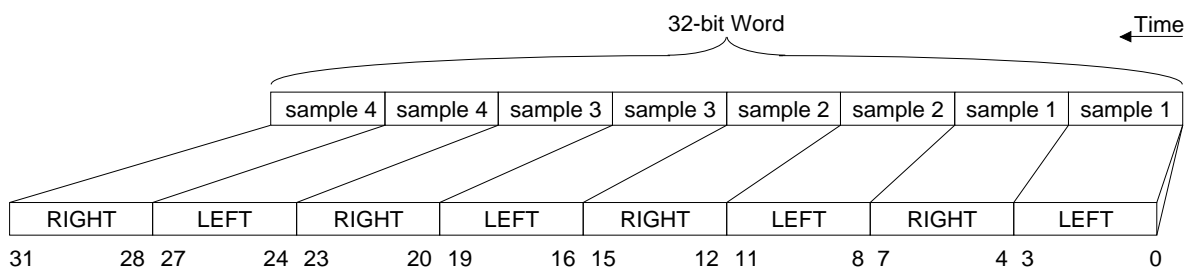 32-bit Word
Time
sample 4 sample 4 sample 3 sample 3 sample 2 sample 2 sample 1 sample 1
RIGHT LEFT RIGHT LEFT RIGHT LEFT RIGHT LEFT
31 28 27 24 23 20 19 16 15 12 11 8 7 4 3 0